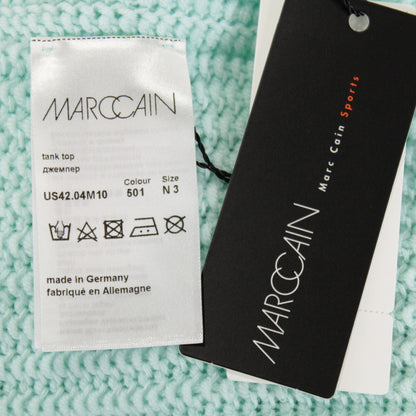 MARCCAIN
tank top
джемпер
Colour Size
US42.04M10 501 N 3
made in Germany
fabriqué en Allemagne
MARCCAIN
Marc Cain Sports